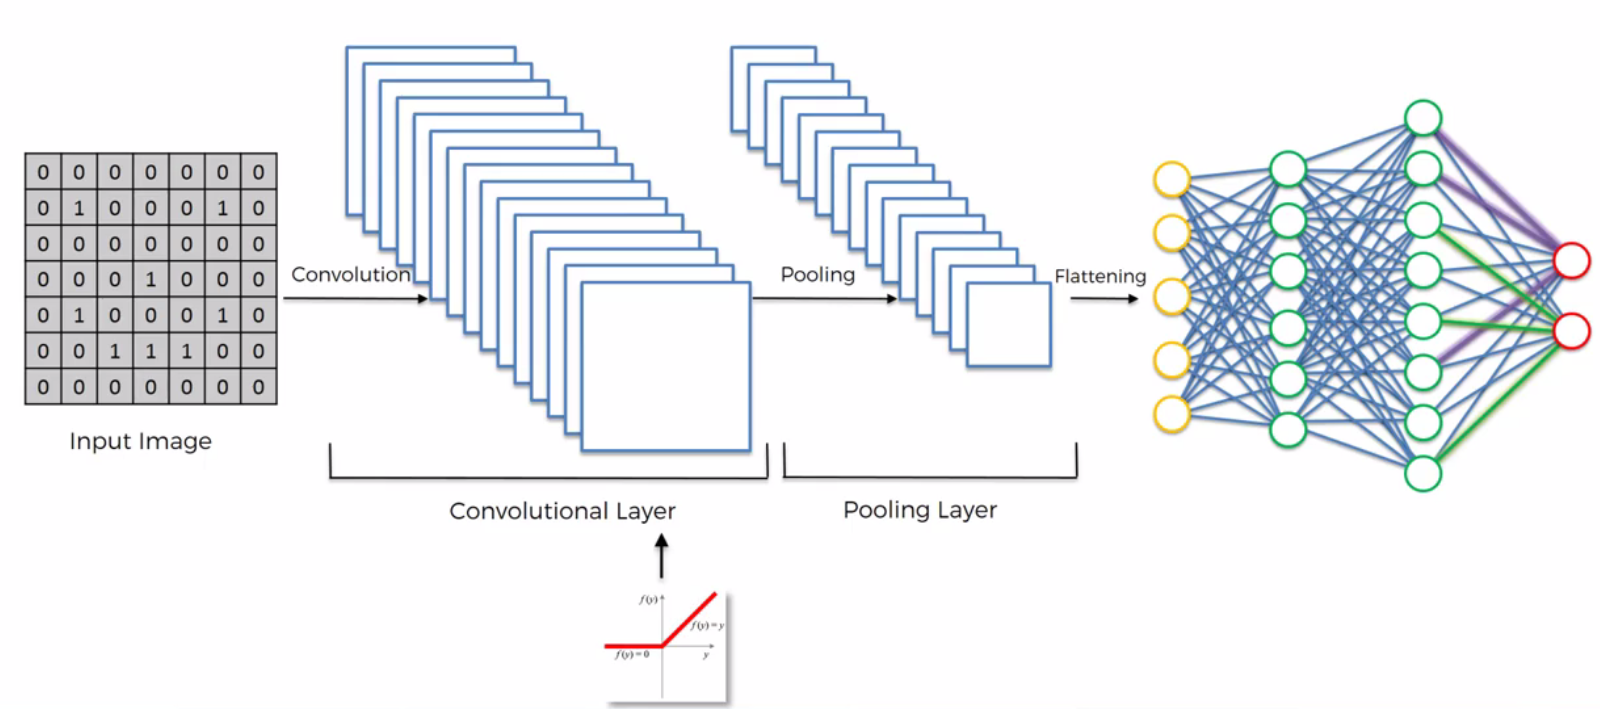 0 0 0 0 0 0 0
0 1 0 0 0 1 0
0 0 0 0 0 0 0
0 0 0 1 0 0 0
0 1 0 0 0 1 0
0 0 1 1 1 0 0
0 0 0 0 0 0 0
Input Image
Convolution
Pooling
Flattening
Convolutional Layer
Pooling Layer
f(y)
f(y)=y
f(y)=0
y